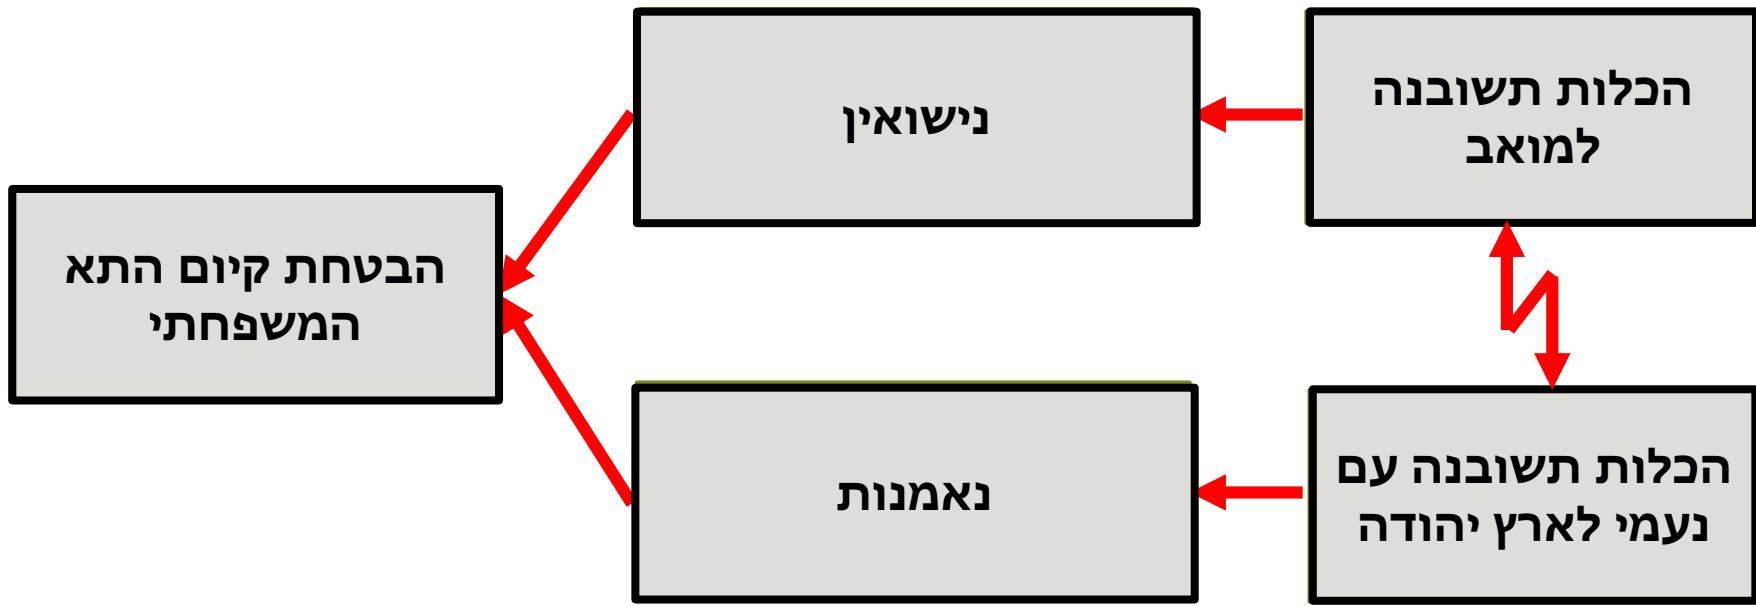 הכלות תשובנה
למואב
נישואין
הבטחת קיום התא
המשפחתי
הכלות תשובנה עם
נעמי לארץ יהודה
נאמנות